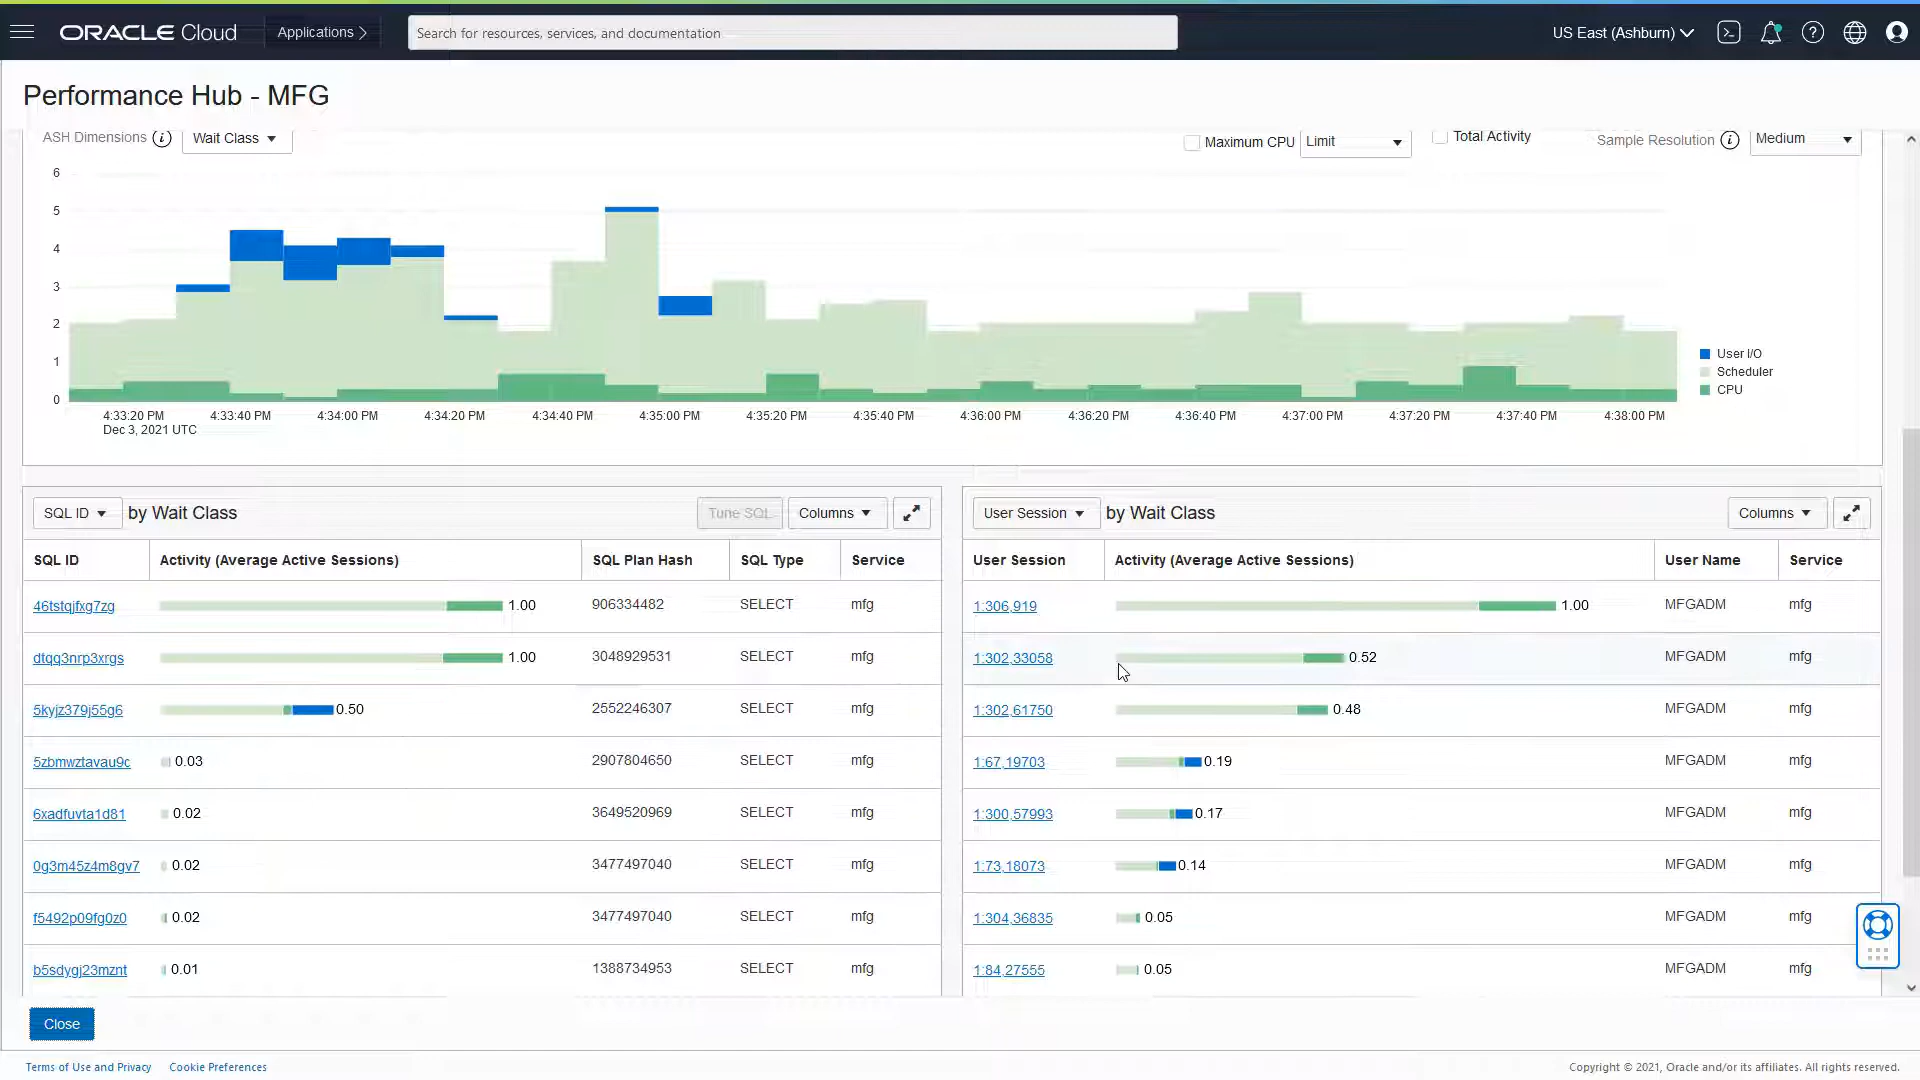 ORACLE Cloud
Applications
Search for resources, services, and documentation
US East (Ashburn)
Performance Hub - MFG
ASH Dimensions
Wait Class
Maximum CPU
Limit
Total Activity
Sample Resolution
Medium
6
5
4
3
2
1
0
4:33:20 PM
4:33:40 PM
4:34:00 PM
4:34:20 PM
4:34:40 PM
4:35:00 PM
4:35:20 PM
4:35:40 PM
4:36:00 PM
4:36:20 PM
4:36:40 PM
4:37:00 PM
4:37:20 PM
4:37:40 PM
4:38:00 PM
Dec 3, 2021 UTC
User I/O
Scheduler
CPU
SQL ID by Wait Class
Tune SQL
Columns
SQL ID Activity (Average Active Sessions) SQL Plan Hash SQL Type Service
46tstqjfxg7zg 1.00 906334482 SELECT mfg
dtqq3nrp3xrgs 1.00 3048929531 SELECT mfg
5kyjz379j55g6 0.50 2552246307 SELECT mfg
5zbmwztavau9c 0.03 2907804650 SELECT mfg
6xadfuvta1d81 0.02 3649520969 SELECT mfg
0g3m45z4m8gv7 0.02 3477497040 SELECT mfg
f5492p09fg0z0 0.02 3477497040 SELECT mfg
b5sdygj23mznt 0.01 1388734953 SELECT mfg
User Session by Wait Class
Columns
User Session Activity (Average Active Sessions) User Name Service
1:306,919 1.00 MFGADM mfg
1:302,33058 0.52 MFGADM mfg
1:302,61750 0.48 MFGADM mfg
1:67,19703 0.19 MFGADM mfg
1:300,57993 0.17 MFGADM mfg
1:73,18073 0.14 MFGADM mfg
1:304,36835 0.05 MFGADM mfg
1:84,27555 0.05 MFGADM mfg
Close
Terms of Use and Privacy
Cookie Preferences
Copyright © 2021, Oracle and/or its affiliates. All rights reserved.